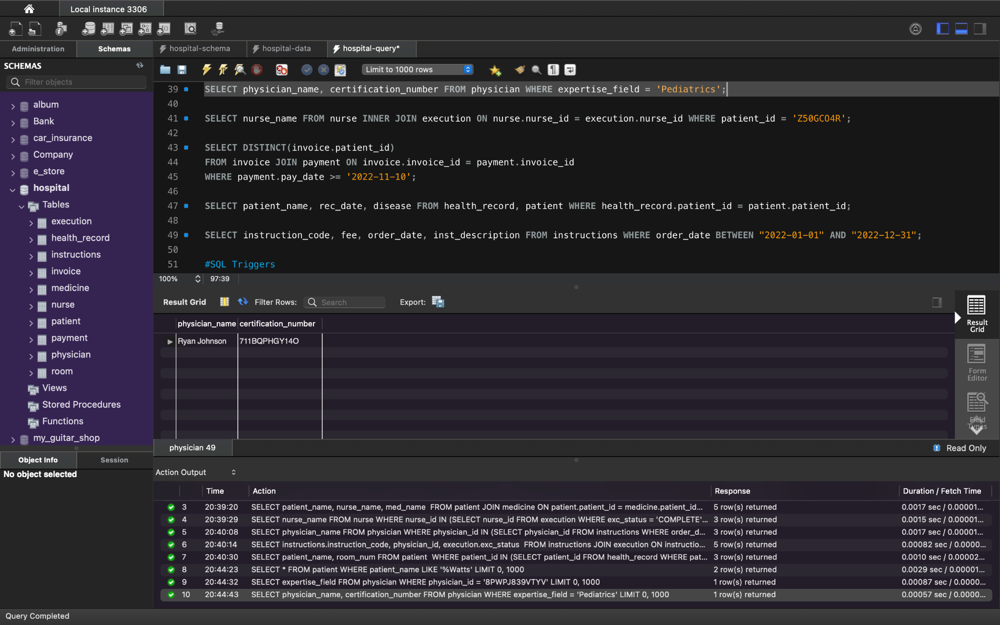 Local instance 3306
Administration
Schemas
hospital-schema
hospital-data
hospital-query*
SCHEMAS
Filter objects
Limit to 1000 rows
album
Bank
car_insurance
Company
e_store
hospital
Tables
execution
health_record
instructions
invoice
medicine
nurse
patient
payment
physician
room
Views
Stored Procedures
Functions
my_guitar_shop
39 SELECT physician_name, certification_number FROM physician WHERE expertise_field = 'Pediatrics';
40
41 SELECT nurse_name FROM nurse INNER JOIN execution ON nurse.nurse_id = execution.nurse_id WHERE patient_id = 'Z50GCO4R';
42
43 SELECT DISTINCT(invoice.patient_id)
44 FROM invoice JOIN payment ON invoice.invoice_id = payment.invoice_id
45 WHERE payment.pay_date >= '2022-11-10';
46
47 SELECT patient_name, rec_date, disease FROM health_record, patient WHERE health_record.patient_id = patient.patient_id;
48
49 SELECT instruction_code, fee, order_date, inst_description FROM instructions WHERE order_date BETWEEN "2022-01-01" AND "2022-12-31";
50
51 #SQL Triggers
100% 97:39
Result Grid Filter Rows: Search Export:
physician_name certification_number
Ryan Johnson 711BQPHGY14O
Result
Grid
Form
Editor
Field
Types
physician 49
Read Only
Object Info
Session
No object selected
Action Output
Time Action Response Duration / Fetch Time
3 20:39:20 SELECT patient_name, nurse_name, med_name  FROM patient JOIN medicine ON patient.patient_id = medicine.patient_id... 5 row(s) returned 0.0017 sec / 0.00001...
4 20:39:29 SELECT nurse_name FROM nurse WHERE nurse_id IN (SELECT nurse_id FROM execution WHERE exc_status = 'COMPLETE'... 3 row(s) returned 0.0015 sec / 0.00001...
5 20:40:08 SELECT physician_name FROM physician WHERE physician_id IN (SELECT physician_id FROM instructions WHERE order_d... 3 row(s) returned 0.0017 sec / 0.00001...
6 20:40:14 SELECT instructions.instruction_code, physician_id, execution.exc_status  FROM instructions JOIN execution ON instructio... 5 row(s) returned 0.00082 sec / 0.0000...
7 20:40:30 SELECT patient_name, room_num FROM patient  WHERE patient_id IN (SELECT patient_id FROM health_record WHERE pat... 3 row(s) returned 0.0010 sec / 0.00002...
8 20:44:23 SELECT * FROM patient WHERE patient_name LIKE '%Watts' LIMIT 0, 1000 2 row(s) returned 0.0029 sec / 0.00001...
9 20:44:32 SELECT expertise_field FROM physician WHERE physician_id = '8PWPJ839VTYV' LIMIT 0, 1000 1 row(s) returned 0.00087 sec / 0.0000...
10 20:44:43 SELECT physician_name, certification_number FROM physician WHERE expertise_field = 'Pediatrics' LIMIT 0, 1000 1 row(s) returned 0.00057 sec / 0.0000...
Query Completed